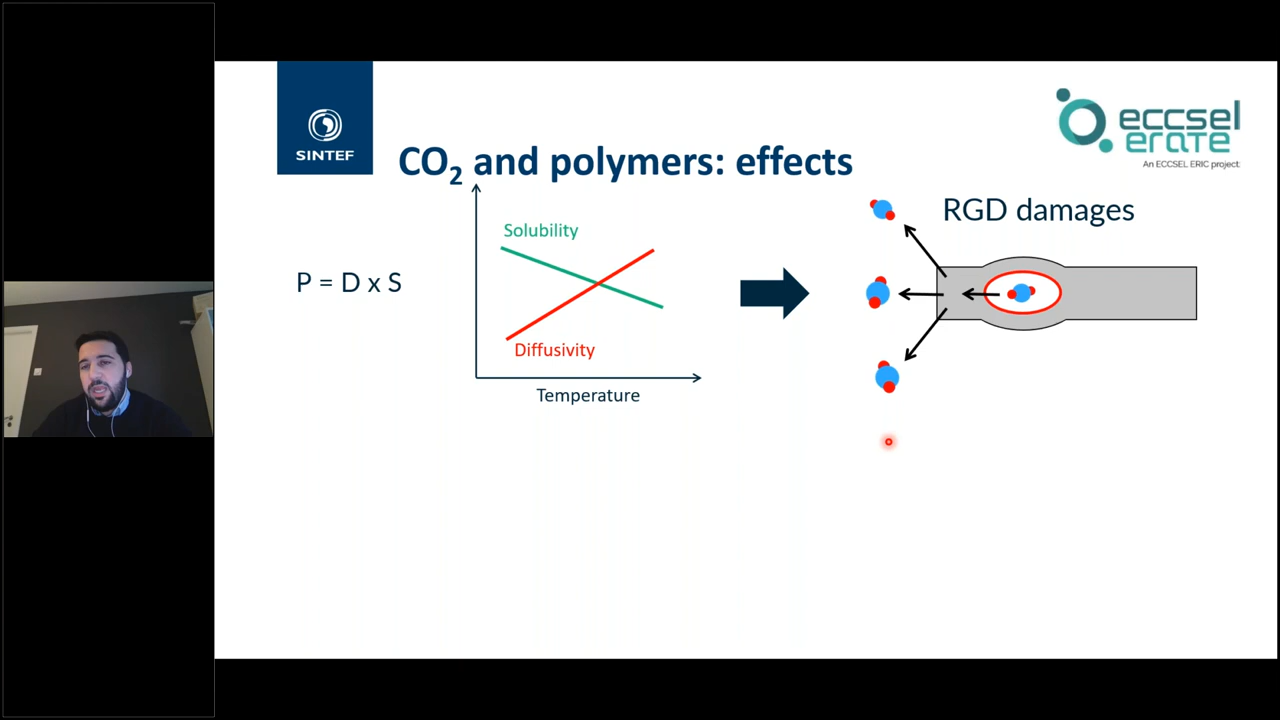 SINTEF
CO₂ and polymers: effects
eccsel
erate
An ECCSEL ERIC project
RGD damages
P = D x S
Solubility
Diffusivity
Temperature